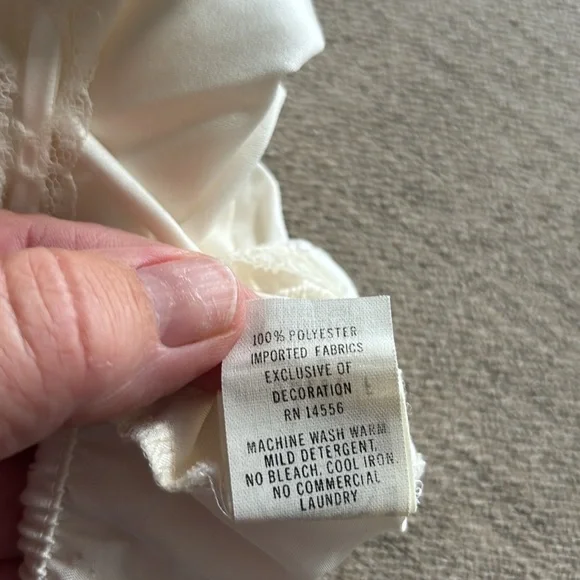 100% POLYESTER
IMPORTED FABRICS
EXCLUSIVE OF
DECORATION
RN 14556
MACHINE WASH WARM
MILD DETERGENT,
NO BLEACH, COOL IRON.
NO COMMERCIAL
LAUNDRY